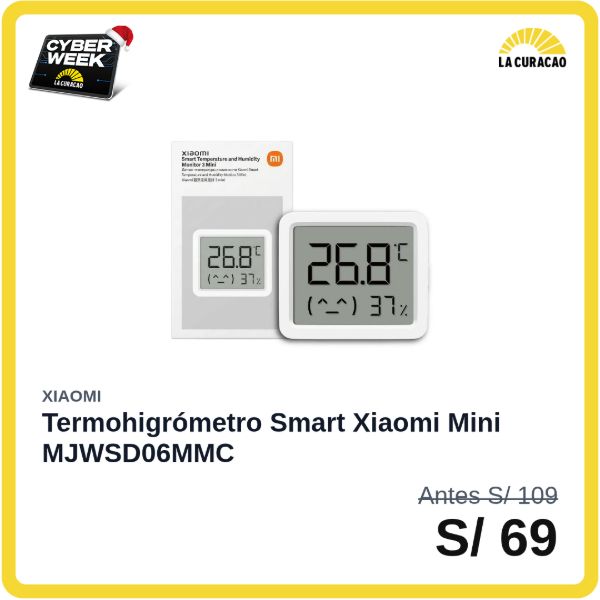 CYBER
WEEK
LA CURACAO
LA CURACAO
xiaomi
Smart Temperature and Humidity
Monitor 3 Mini
26.8°C
(^_^) 37%
26.8°C
(^_^) 37%
XIAOMI
Termohigrómetro Smart Xiaomi Mini
MJWSD06MMC
Antes S/ 109
S/ 69